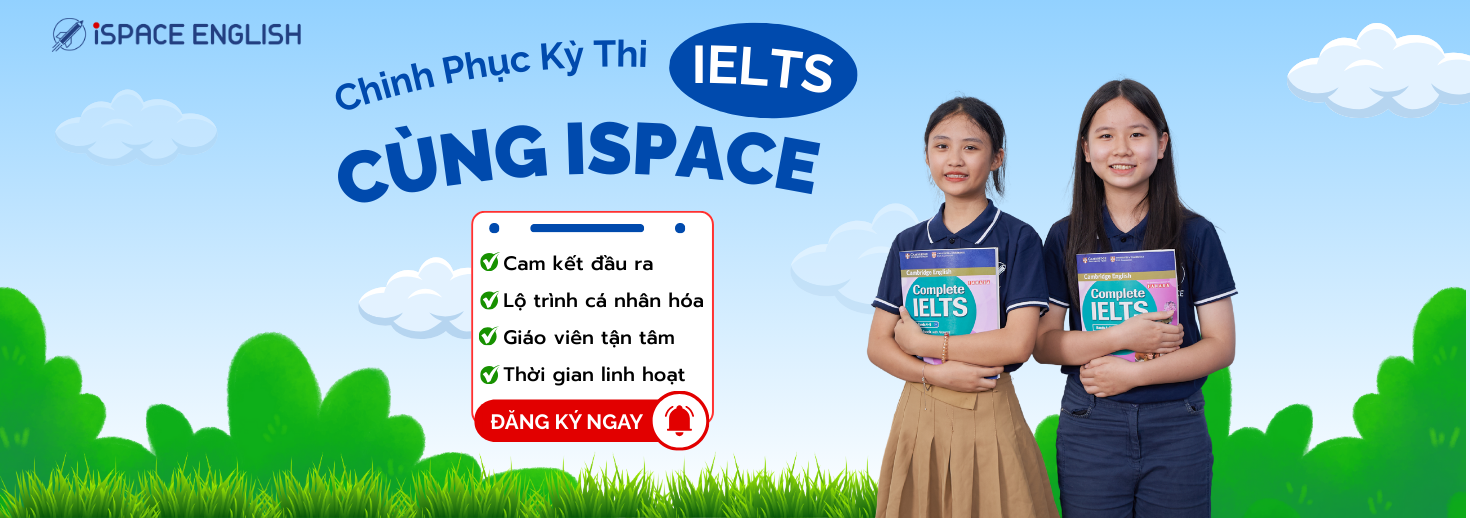 iSPACE ENGLISH
Chinh Phục Kỳ Thi IELTS
CÙNG ISPACE
Cam kết đầu ra
Lộ trình cá nhân hóa
Giáo viên tận tâm
Thời gian linh hoạt
ĐĂNG KÝ NGAY
Cambridge English
Complete
IELTS
Cambridge English
Complete
IELTS